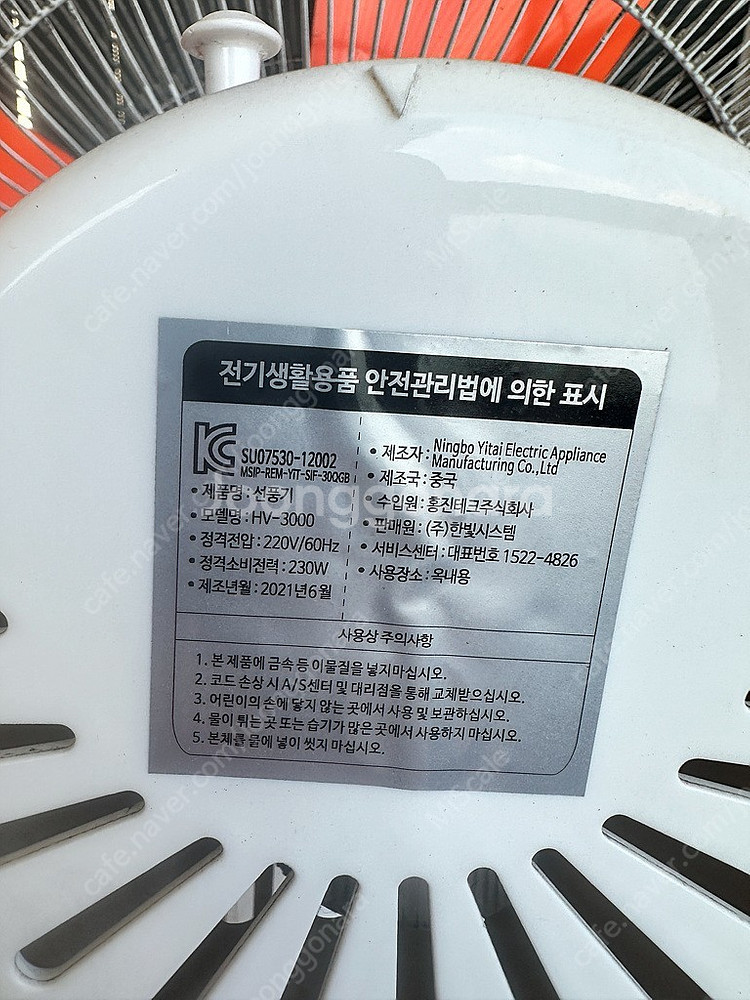 전기생활용품 안전관리법에 의한 표시
SU07530-12002
MSIP-REM-YIT-SIF-30QGB
• 제품명 : 선풍기
• 모델명 : HV-3000
• 정격전압 : 220V/60Hz
• 정격소비전력 : 230W
• 제조년월 : 2021년 6월
• 제조자 : Ningbo Yitai Electric Appliance
Manufacturing Co.,Ltd
• 제조국 : 중국
• 수입원 : 홍진테크주식회사
• 판매원 : (주)한빛시스템
• 서비스센터 : 대표번호 1522-4826
• 사용장소 : 옥내용
사용상 주의사항
1. 본 제품에 금속 등 이물질을 넣지마십시오.
2. 코드 손상 시 A/S센터 및 대리점을 통해 교체받으십시오.
3. 어린이의 손에 닿지 않는 곳에서 사용 및 보관하십시오.
4. 물이 튀는 곳 또는 습기가 많은 곳에서 사용하지 마십시오.
5. 본체를 물에 넣어 씻지 마십시오.
Joonggonara
cafe.naver.com/joonggonara
MiScale